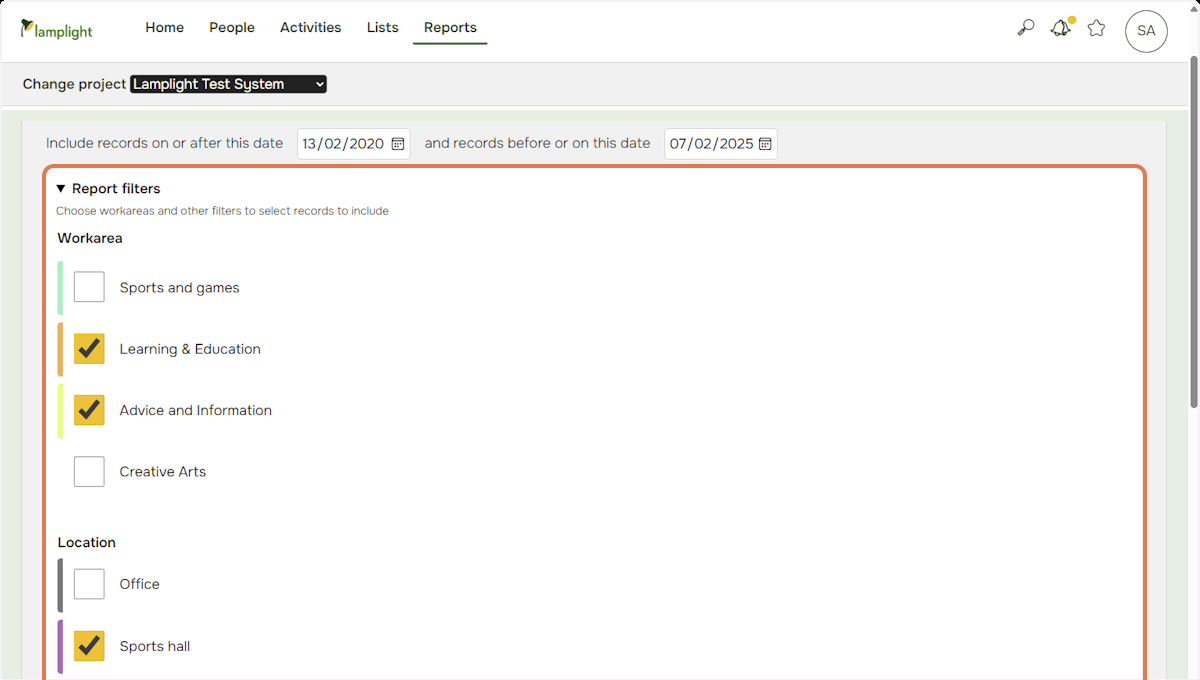 lamplight Home People Activities Lists Reports SA
Change project Lamplight Test System
Include records on or after this date 13/02/2020 and records before or on this date 07/02/2025
Report filters
Choose workareas and other filters to select records to include
Workarea
Sports and games
Learning & Education
Advice and Information
Creative Arts
Location
Office
Sports hall